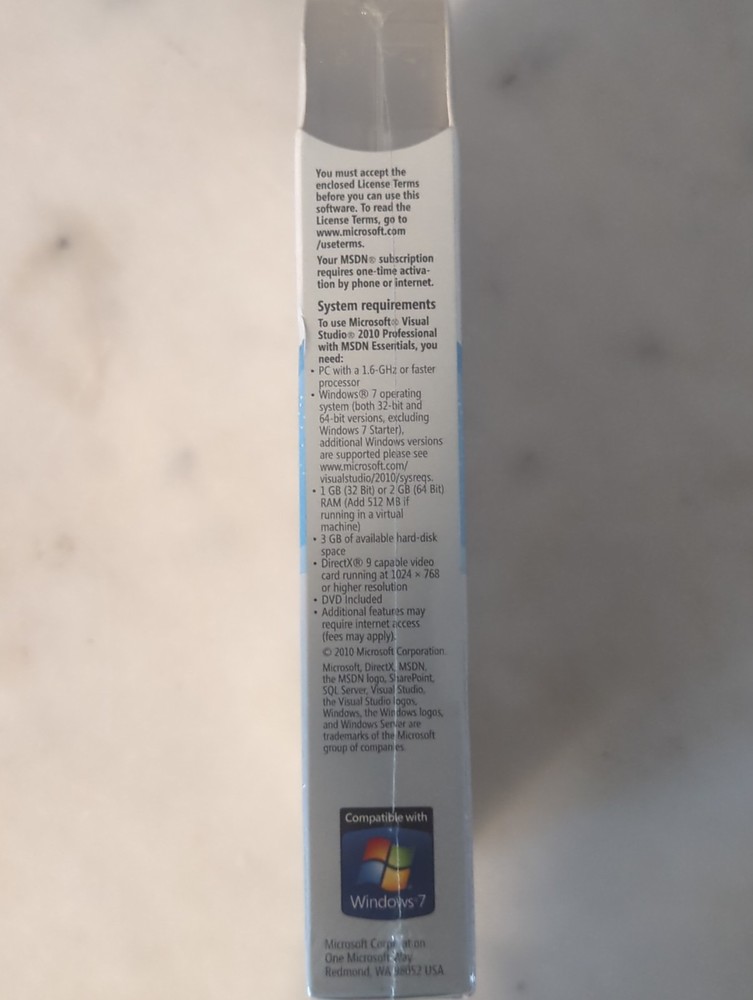 You must accept the
enclosed License Terms
before you can use this
software. To read the
License Terms, go to
www.microsoft.com
/useterms.
Your MSDN® subscription
requires one-time activa-
tion by phone or internet.
System requirements
To use Microsoft® Visual
Studio® 2010 Professional
with MSDN Essentials, you
need:
• PC with a 1.6-GHz or faster
processor
• Windows® 7 operating
system (both 32-bit and
64-bit versions, excluding
Windows 7 Starter),
additional Windows versions
are supported please see
www.microsoft.com/
visualstudio/2010/sysreqs.
• 1 GB (32 Bit) or 2 GB (64 Bit)
RAM (Add 512 MB if
running in a virtual
machine)
• 3 GB of available hard-disk
space
• DirectX® 9 capable video
card running at 1024 × 768
or higher resolution
• DVD Included
• Additional features may
require internet access
(fees may apply).
© 2010 Microsoft Corporation.
Microsoft, DirectX, MSDN,
the MSDN logo, SharePoint,
SQL Server, Visual Studio,
the Visual Studio logos,
Windows, the Windows logos,
and Windows Server are
trademarks of the Microsoft
group of companies.
Compatible with
Windows 7
Microsoft Corporation
One Microsoft Way
Redmond, WA 98052 USA